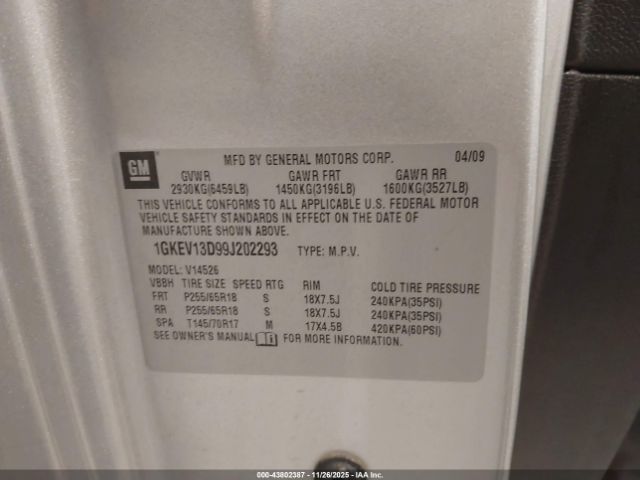 GM
MFD BY GENERAL MOTORS CORP. 04/09
GVWR GAWR FRT GAWR RR
2930KG(6459LB) 1450KG(3196LB) 1600KG(3527LB)
THIS VEHICLE CONFORMS TO ALL APPLICABLE U.S. FEDERAL MOTOR
VEHICLE SAFETY STANDARDS IN EFFECT ON THE DATE OF
MANUFACTURE SHOWN ABOVE.
1GKEV13D99J202293 TYPE: M.P.V.
MODEL: V14526
VBBH TIRE SIZE SPEED RTG RIM COLD TIRE PRESSURE
FRT P255/65R18 S 18X7.5J 240KPA(35PSI)
RR P255/65R18 S 18X7.5J 240KPA(35PSI)
SPA T145/70R17 M 17X4.5B 420KPA(60PSI)
SEE OWNER'S MANUAL FOR MORE INFORMATION.
000-43802387 - 11/26/2025 - IAAI Copyright